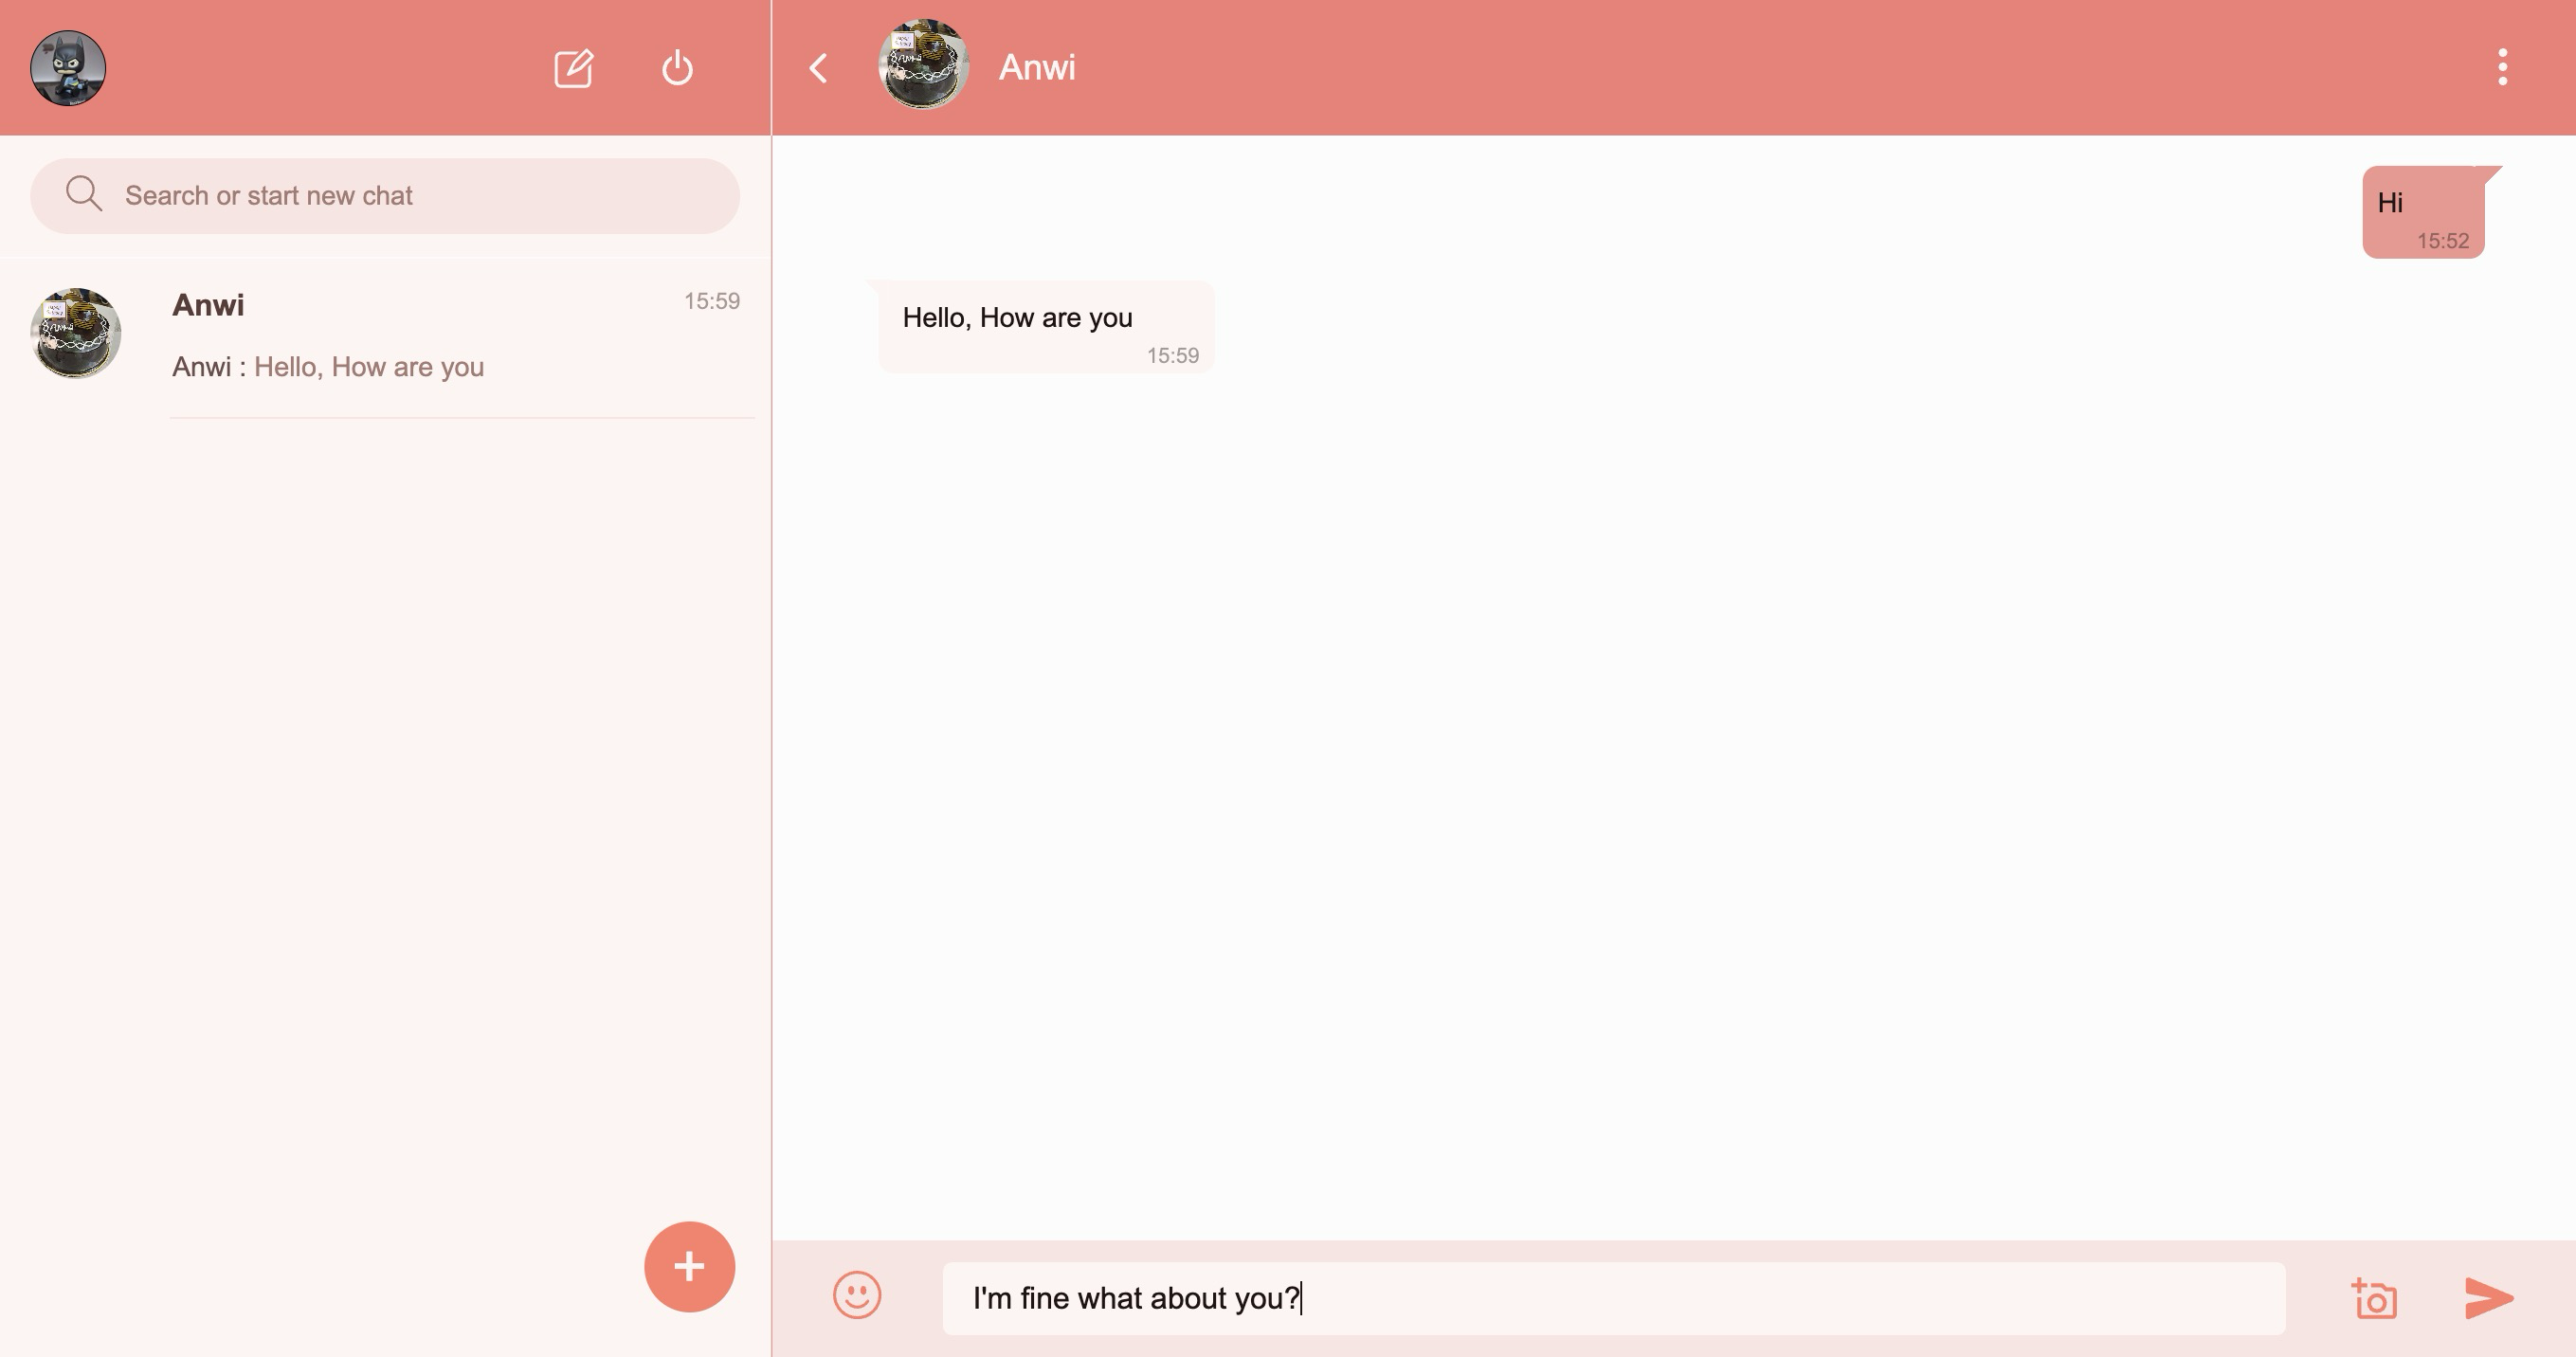 Search or start new chat
Anwi
15:59
Anwi : Hello, How are you
Anwi
Hi
15:52
Hello, How are you
15:59
I'm fine what about you?